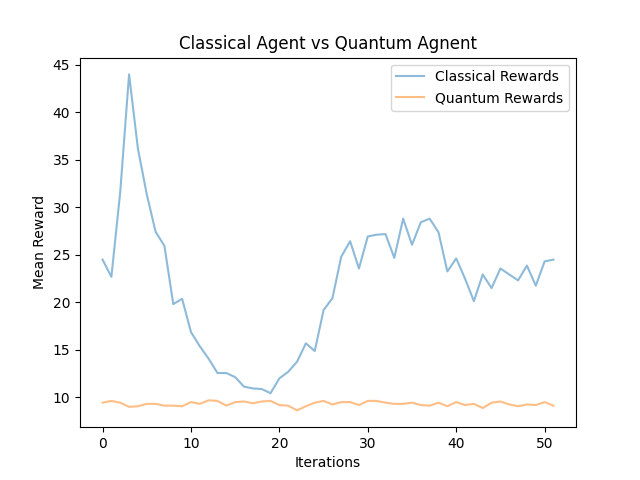 Classical Agent vs Quantum Agnent
Classical Rewards
Quantum Rewards
Mean Reward
45
40
35
30
25
20
15
10
0 10 20 30 40 50
Iterations